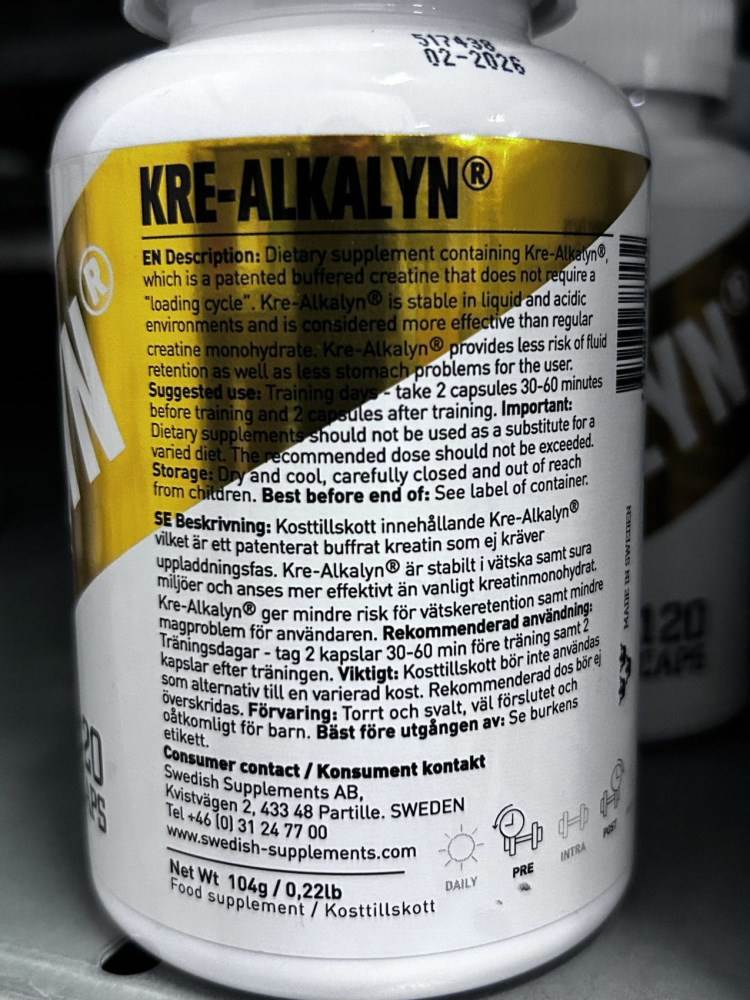 517438
02-2026
KRE-ALKALYN®
EN Description: Dietary supplement containing Kre-Alkalyn®,
which is a patented buffered creatine that does not require a
"loading cycle". Kre-Alkalyn® is stable in liquid and acidic
environments and is considered more effective than regular
creatine monohydrate. Kre-Alkalyn® provides less risk of fluid
retention as well as less stomach problems for the user.
Suggested use: Training days - take 2 capsules 30-60 minutes
before training and 2 capsules after training. Important:
Dietary supplements should not be used as a substitute for a
varied diet. The recommended dose should not be exceeded.
Storage: Dry and cool, carefully closed and out of reach
from children. Best before end of: See label of container.
SE Beskrivning: Kosttillskott innehållande Kre-Alkalyn®
vilket är ett patenterat buffrat kreatin som ej kräver
uppladdningsfas. Kre-Alkalyn® är stabilt i vätska samt sura
miljöer och anses mer effektivt än vanligt kreatinmonohydrat.
Kre-Alkalyn® ger mindre risk för vätskeretention samt mindre
magproblem för användaren. Rekommenderad användning:
Träningsdagar - tag 2 kapslar 30-60 min före träning samt 2
kapslar efter träningen. Viktigt: Kosttillskott bör inte användas
som alternativ till en varierad kost. Rekommenderad dos bör ej
överskridas. Förvaring: Torrt och svalt, väl förslutet och
oåtkomligt för barn. Bäst före utgången av: Se burkens
etikett.
Consumer contact / Konsument kontakt
Swedish Supplements AB,
Kvistvägen 2, 433 48 Partille. SWEDEN
Tel +46 (0) 31 24 77 00
www.swedish-supplements.com
Net Wt 104g / 0,22lb
Food supplement / Kosttillskott
DAILY
PRE
INTRA
POST
MADE IN SWEDEN
N®
20
PS
LYN®
120
CAPS